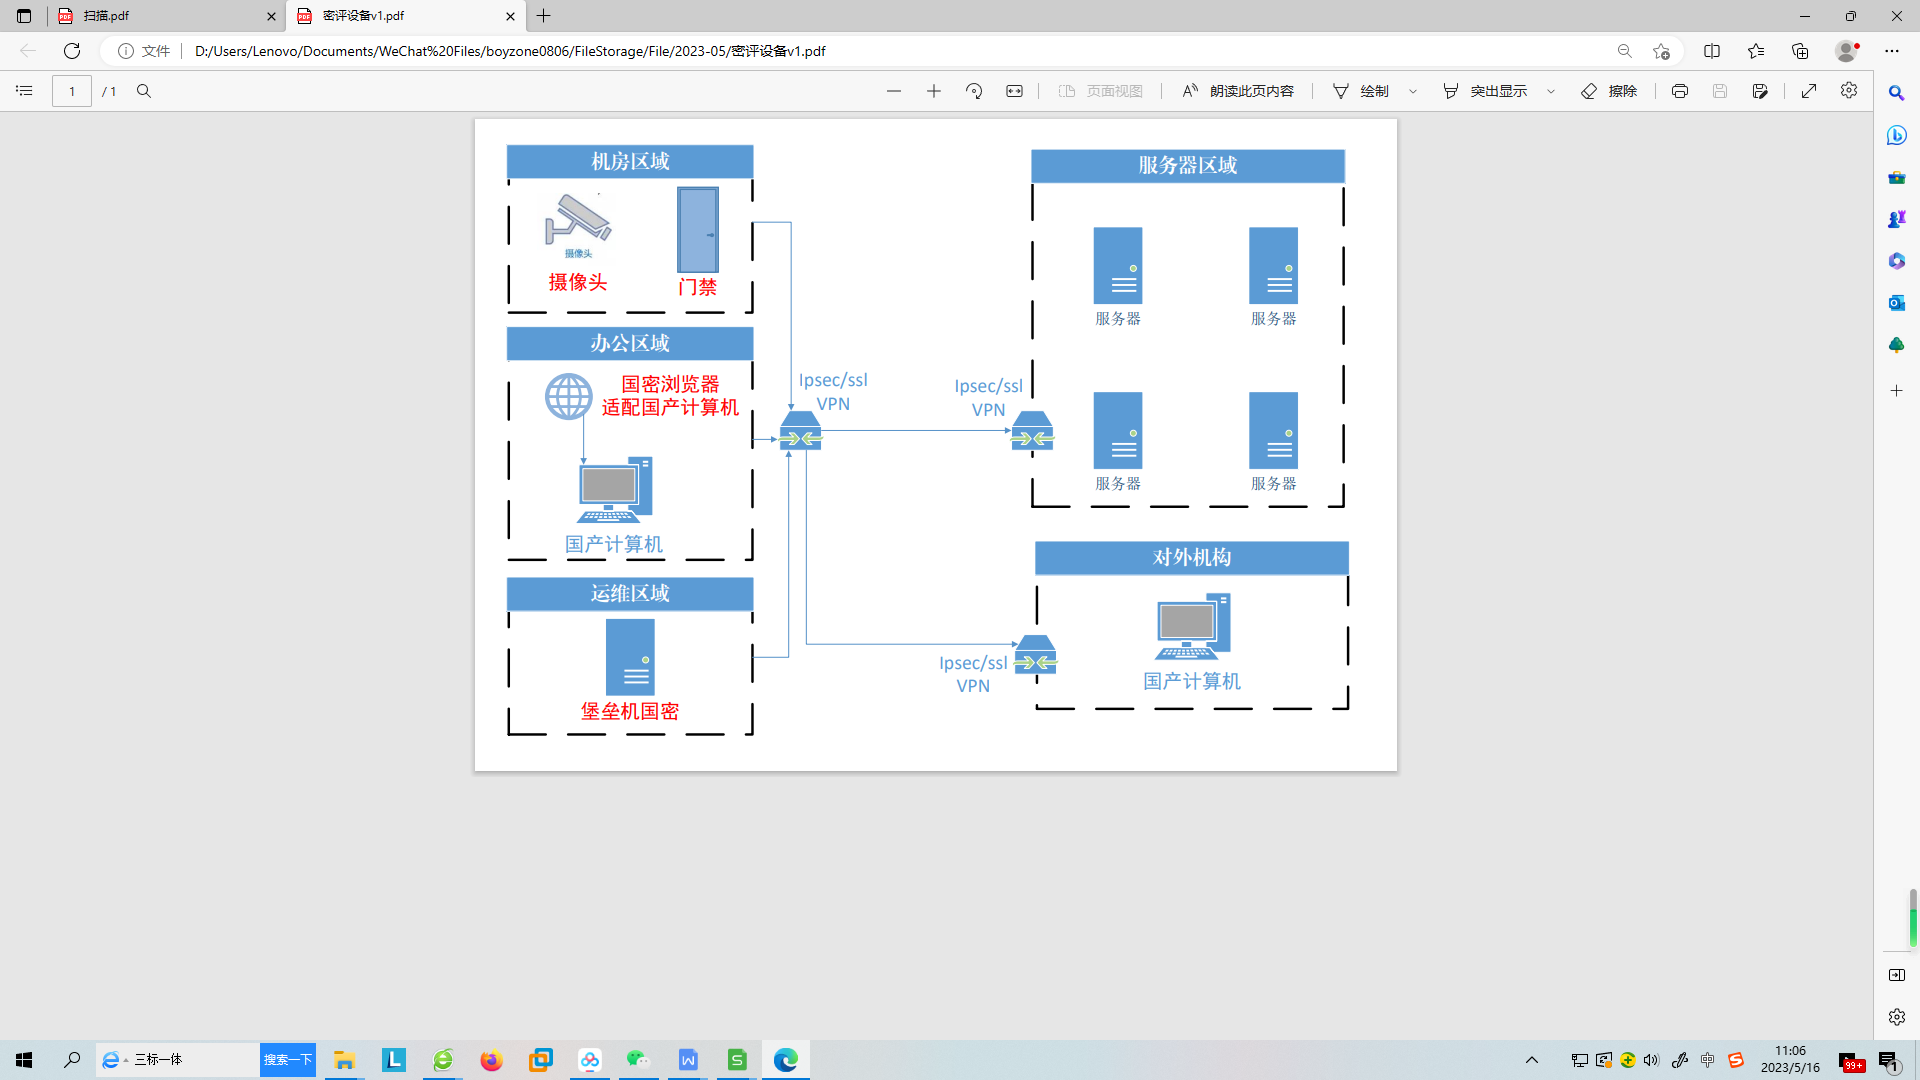 扫描.pdf
密评设备v1.pdf
文件
D:/Users/Lenovo/Documents/WeChat%20Files/boyzone0806/FileStorage/File/2023-05/密评设备v1.pdf
1
/ 1
页面视图
朗读此页内容
绘制
突出显示
擦除
机房区域
摄像头
摄像头
门禁
办公区域
国密浏览器
适配国产计算机
国产计算机
运维区域
堡垒机国密
Ipsec/ssl
VPN
Ipsec/ssl
VPN
Ipsec/ssl
VPN
服务器区域
服务器
服务器
服务器
服务器
对外机构
国产计算机
三标一体
搜索一下
中
11:06
2023/5/16
99+
1